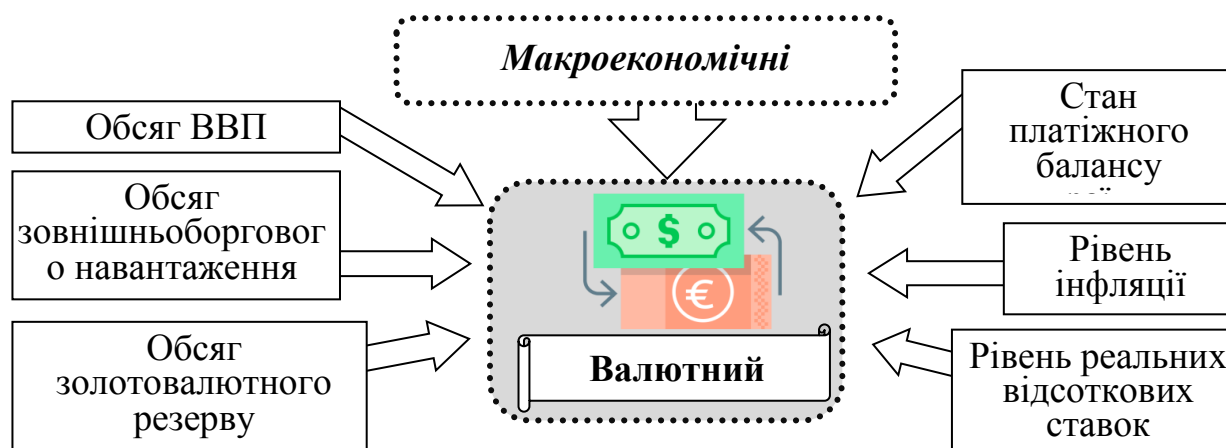 Макроекономічні
Обсяг ВВП
Обсяг
зовнішньоборговог
о навантаження
Обсяг
золотовалютного
резерву
$
€
Валютний
Стан
платіжного
балансу
Рівень
інфляції
Рівень реальних
відсоткових
ставок